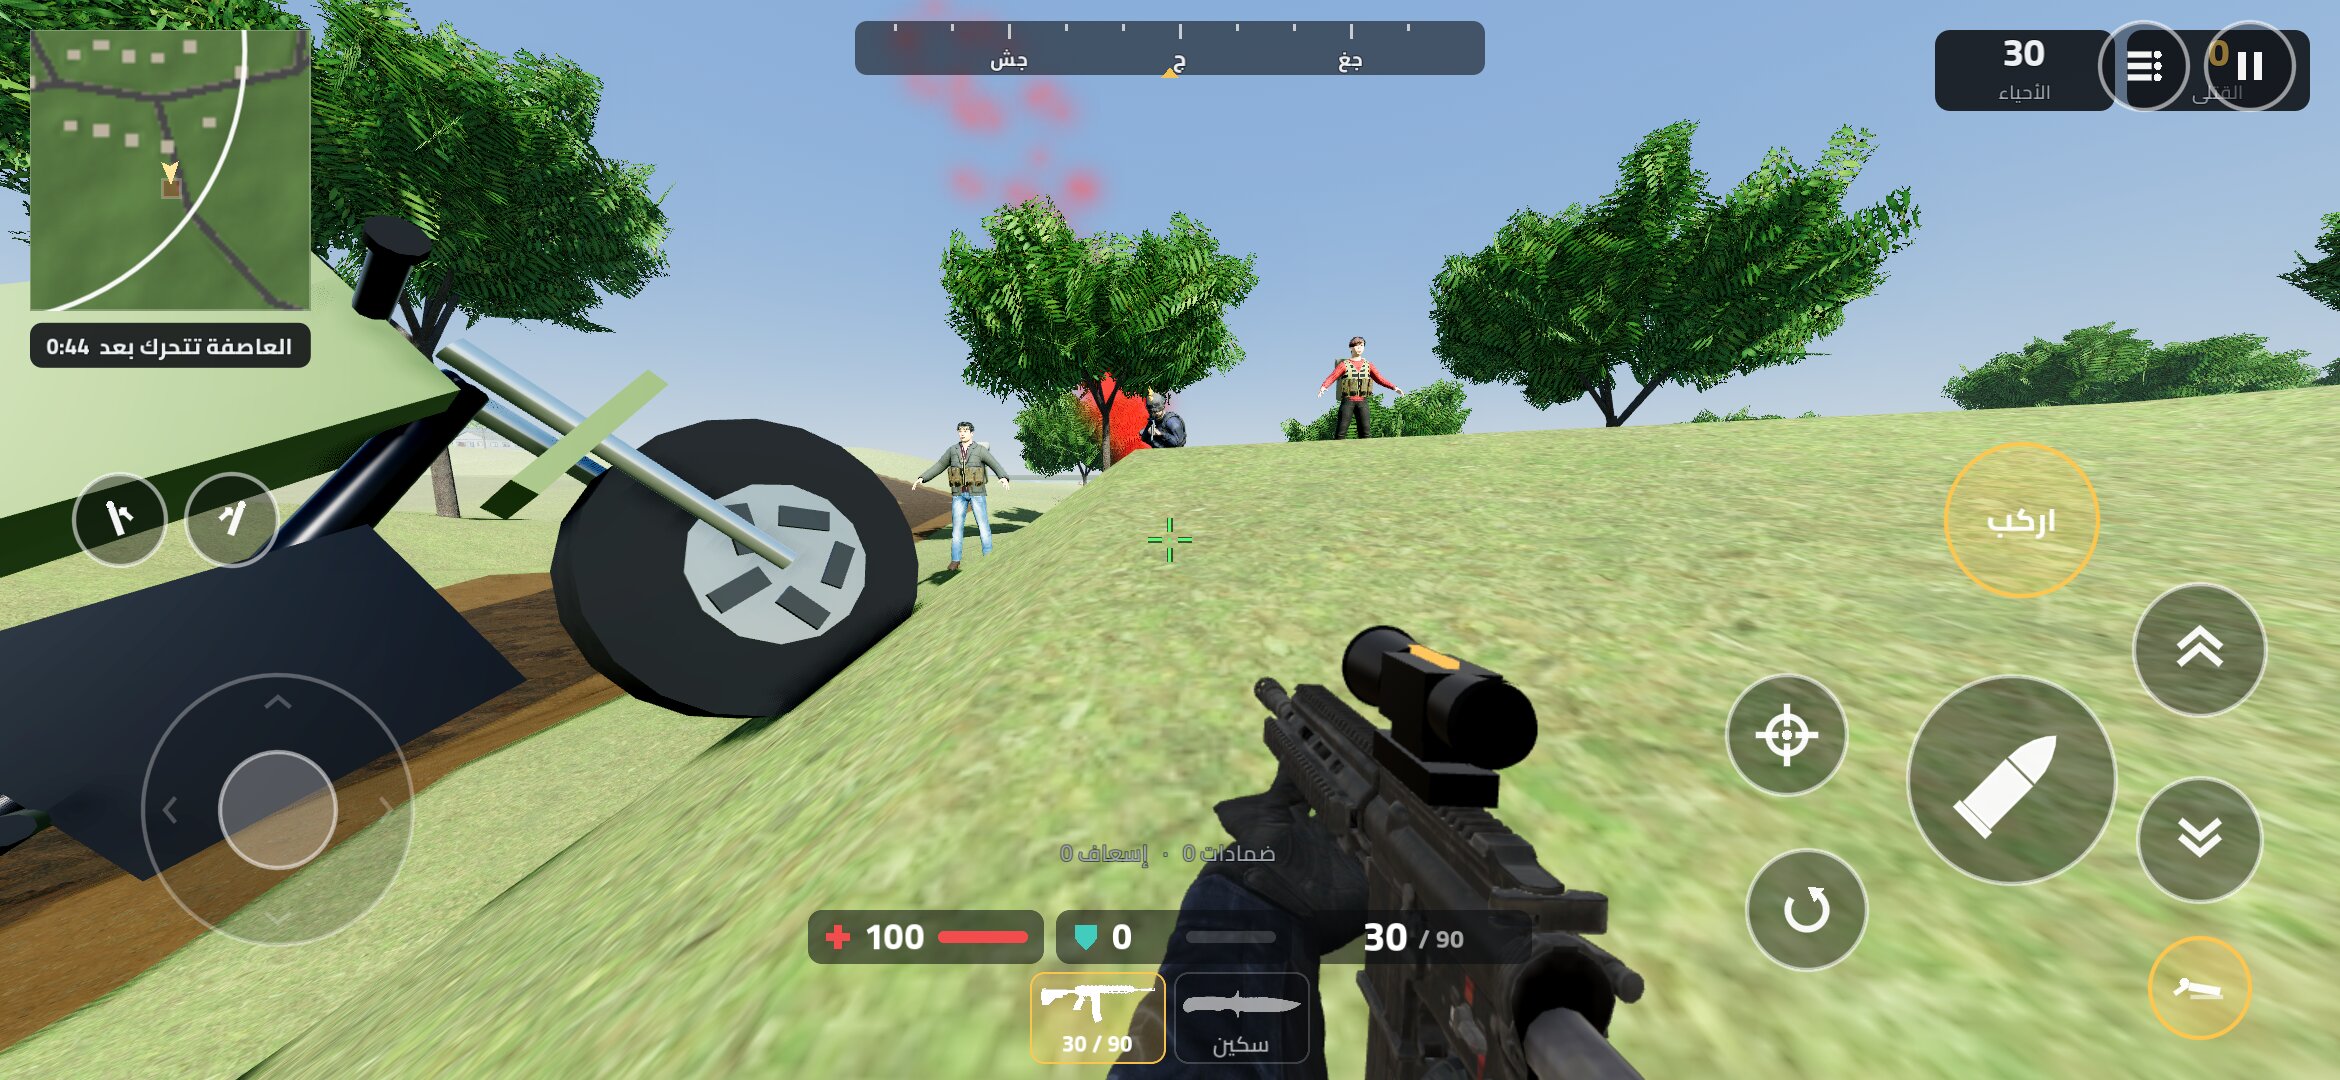 جش
ج
جغ
30
الأحياء
0
القتلى
العاصفة تتحرك بعد 0:44
اركب
ضمادات 0 · إسعاف 0
100
0
30 / 90
30 / 90
سكين